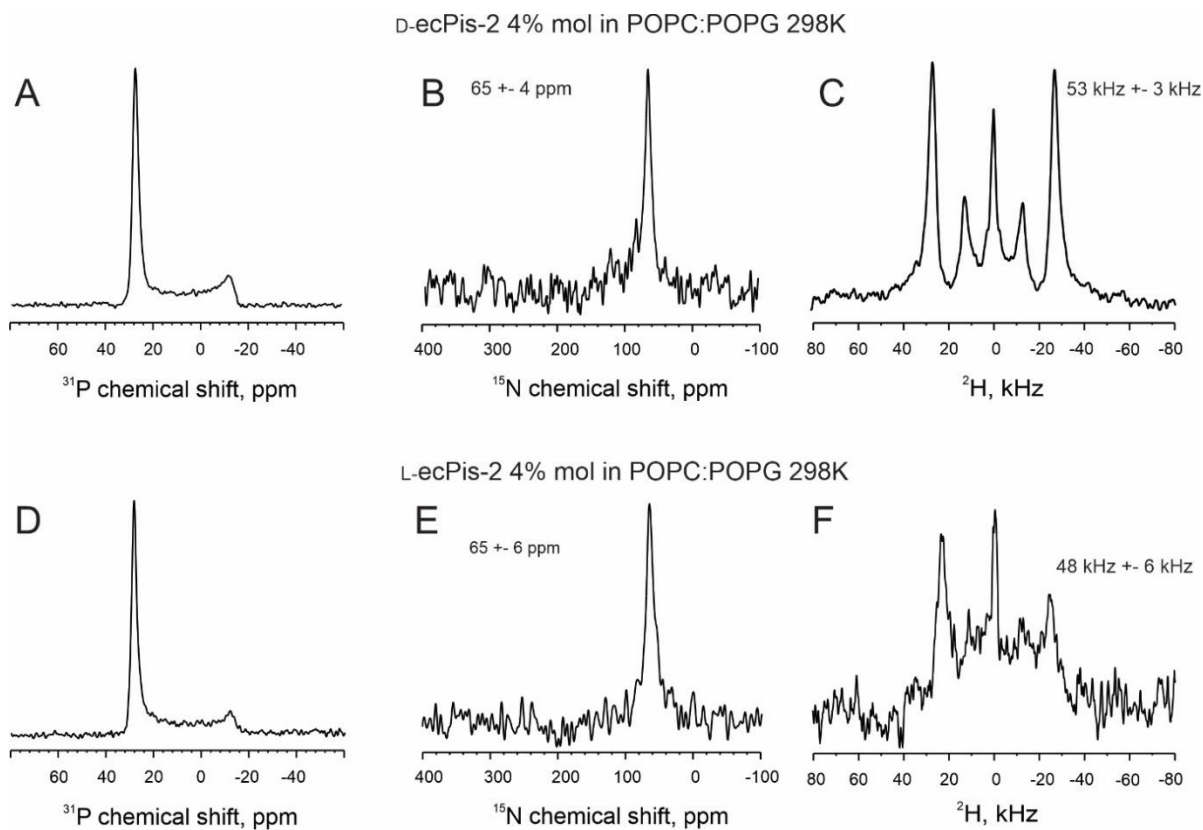 D-ecPis-2 4% mol in POPC:POPG 298K
A
B
65 +- 4 ppm
C
53 kHz +- 3 kHz
60 40 20 0 -20 -40
400 300 200 100 0 -100
80 60 40 20 0 -20 -40 -60 -80
³¹P chemical shift, ppm
¹⁵N chemical shift, ppm
²H, kHz
L-ecPis-2 4% mol in POPC:POPG 298K
D
E
65 +- 6 ppm
F
48 kHz +- 6 kHz
60 40 20 0 -20 -40
400 300 200 100 0 -100
80 60 40 20 0 -20 -40 -60 -80
³¹P chemical shift, ppm
¹⁵N chemical shift, ppm
²H, kHz